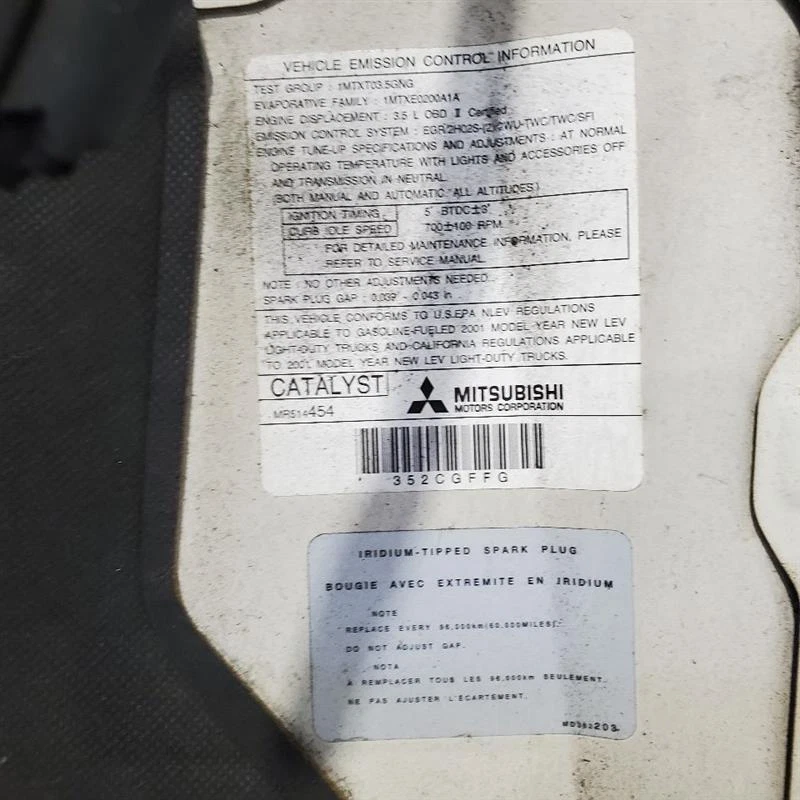 VEHICLE EMISSION CONTROL INFORMATION
TEST GROUP : 1MTXT03.5GNG
EVAPORATIVE FAMILY : 1MTXE0200A1A
ENGINE DISPLACEMENT : 3.5 L OBD II Certified
EMISSION CONTROL SYSTEM : EGR/2HO2S-(2)/2WU-TWC/TWC/SFI
ENGINE TUNE-UP SPECIFICATIONS AND ADJUSTMENTS : AT NORMAL
OPERATING TEMPERATURE WITH LIGHTS AND ACCESSORIES OFF
AND TRANSMISSION IN NEUTRAL
(BOTH MANUAL AND AUTOMATIC, ALL ALTITUDES)
IGNITION TIMING 5° BTDC±3°
CURB IDLE SPEED 700±100 RPM
FOR DETAILED MAINTENANCE INFORMATION, PLEASE
REFER TO SERVICE MANUAL
NOTE : NO OTHER ADJUSTMENTS NEEDED.
SPARK PLUG GAP : 0.039 - 0.043 in
THIS VEHICLE CONFORMS TO U.S.EPA NLEV REGULATIONS
APPLICABLE TO GASOLINE-FUELED 2001 MODEL YEAR NEW LEV
LIGHT-DUTY TRUCKS AND CALIFORNIA REGULATIONS APPLICABLE
TO 2001 MODEL YEAR NEW LEV LIGHT-DUTY TRUCKS.
CATALYST
MR514454
MITSUBISHI
MOTORS CORPORATION
352CGFFG
IRIDIUM-TIPPED SPARK PLUG
BOUGIE AVEC EXTREMITE EN IRIDIUM
NOTE
REPLACE EVERY 96,000km(60,000MILES).
DO NOT ADJUST GAP.
NOTA
A REMPLACER TOUS LES 96,000km SEULEMENT.
NE PAS AJUSTER L'ECARTEMENT.
MD362203